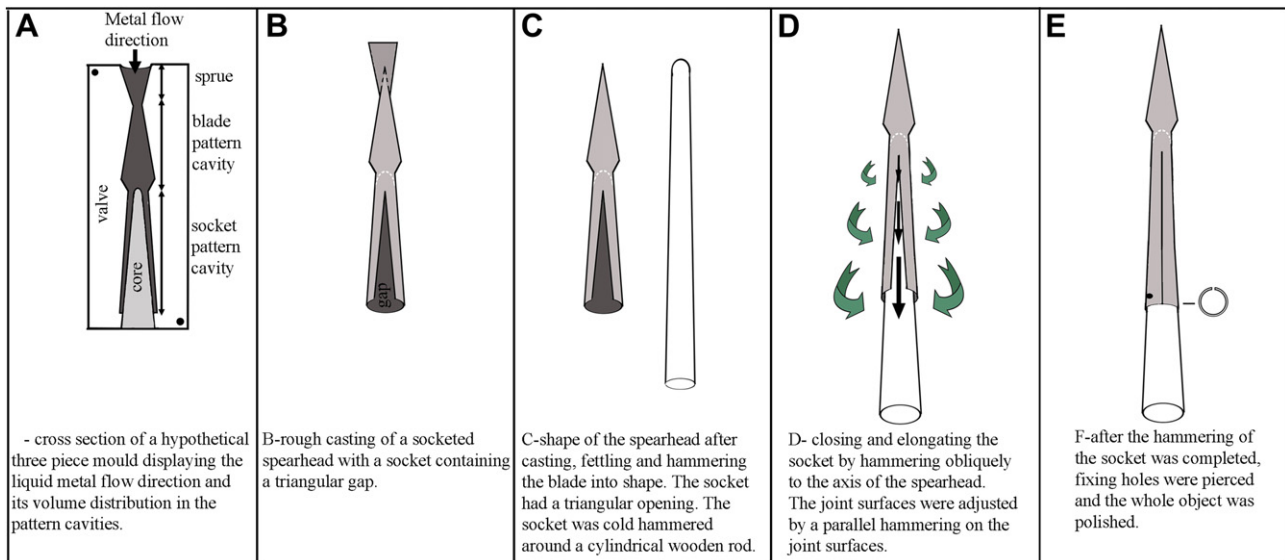 A
Metal flow
direction
sprue
blade
pattern
cavity
valve
socket
pattern
cavity
core
- cross section of a hypothetical
three piece mould displaying the
liquid metal flow direction and
its volume distribution in the
pattern cavities.
B
gap
B-rough casting of a socketed
spearhead with a socket containing
a triangular gap.
C
C-shape of the spearhead after
casting, fettling and hammering
the blade into shape. The socket
had a triangular opening. The
socket was cold hammered
around a cylindrical wooden rod.
D
D- closing and elongating the
socket by hammering obliquely
to the axis of the spearhead.
The joint surfaces were adjusted
by a parallel hammering on the
joint surfaces.
E
F-after the hammering of
the socket was completed,
fixing holes were pierced
and the whole object was
polished.